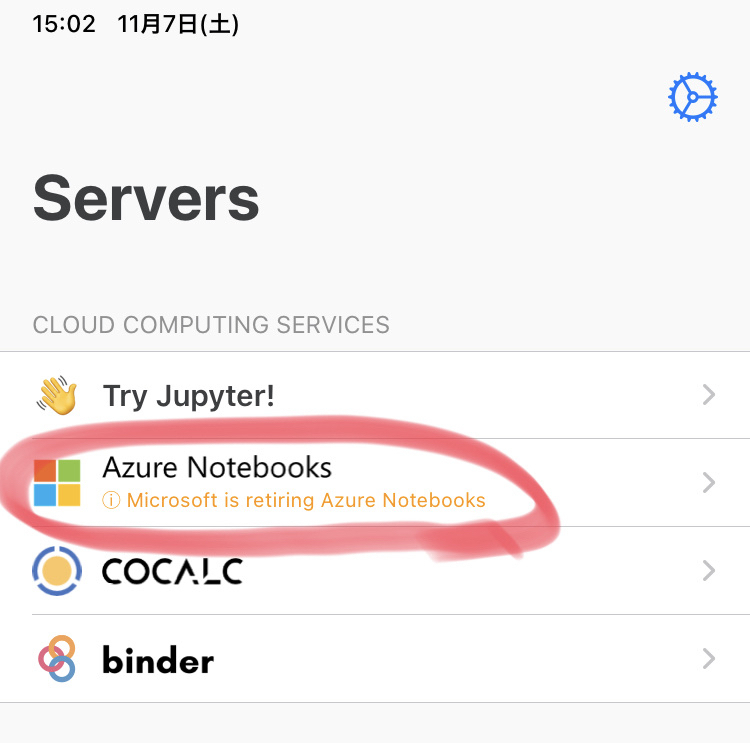 15:02 11月7日(土)
Servers
CLOUD COMPUTING SERVICES
Try Jupyter!
Azure Notebooks
ⓘ Microsoft is retiring Azure Notebooks
COCALC
binder